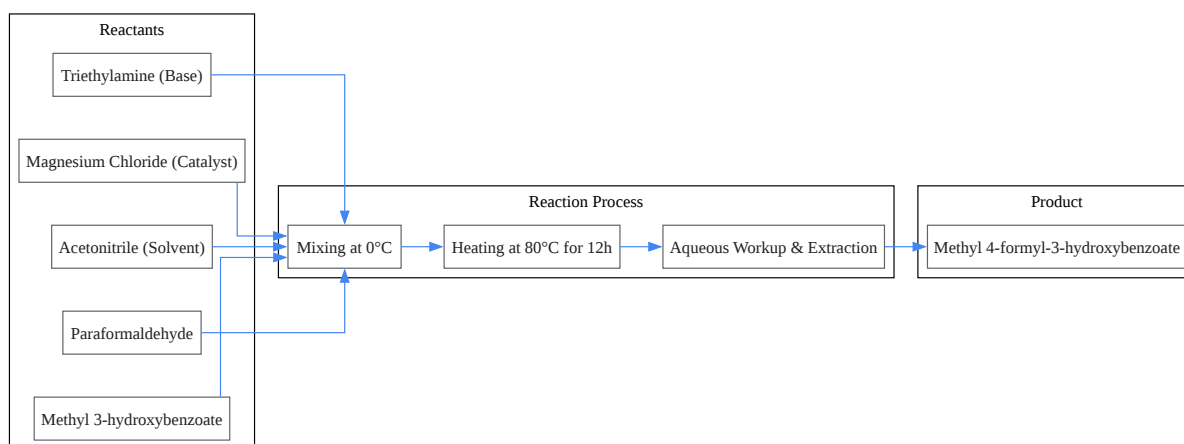 Reactants
Triethylamine (Base)
Magnesium Chloride (Catalyst)
Acetonitrile (Solvent)
Paraformaldehyde
Methyl 3-hydroxybenzoate
Reaction Process
Mixing at 0°C
Heating at 80°C for 12h
Aqueous Workup & Extraction
Product
Methyl 4-formyl-3-hydroxybenzoate